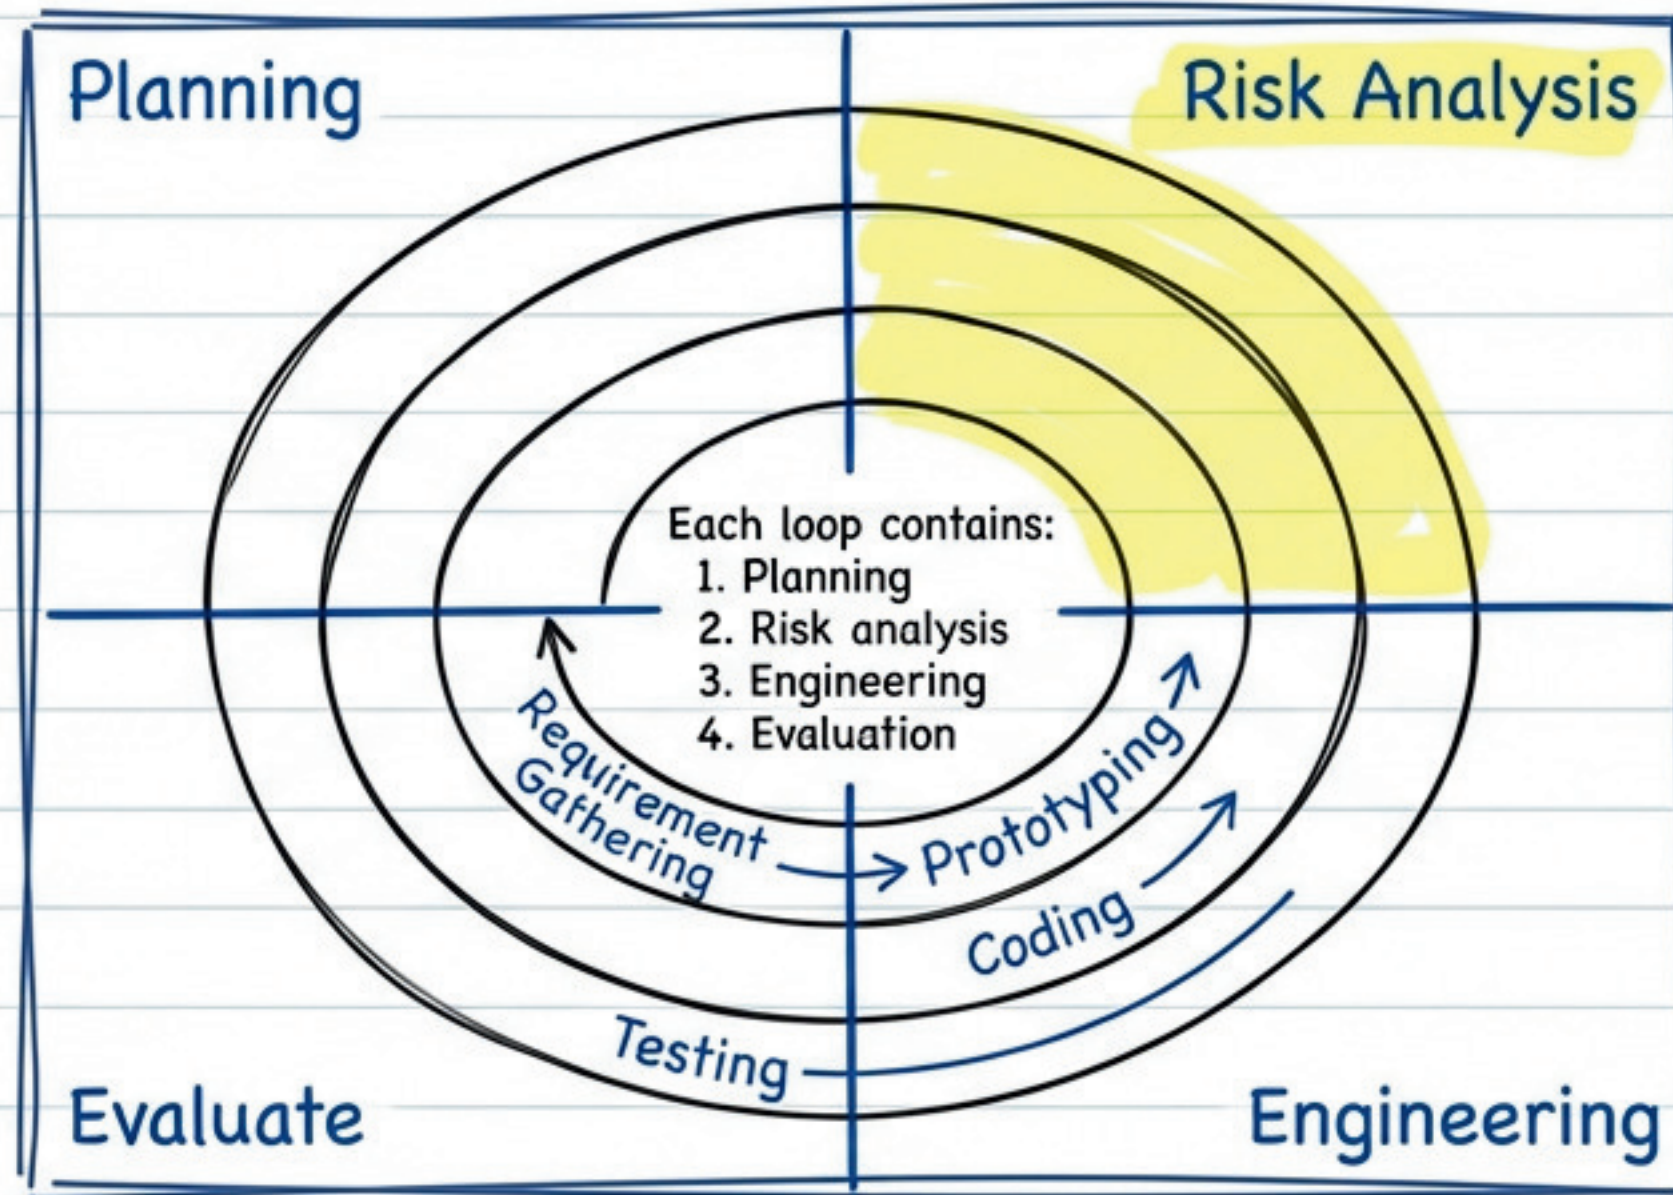 Planning
Risk Analysis
Each loop contains:
1. Planning
2. Risk analysis
3. Engineering
4. Evaluation
Requirement
Gathering
Prototyping
Coding
Testing
Evaluate
Engineering